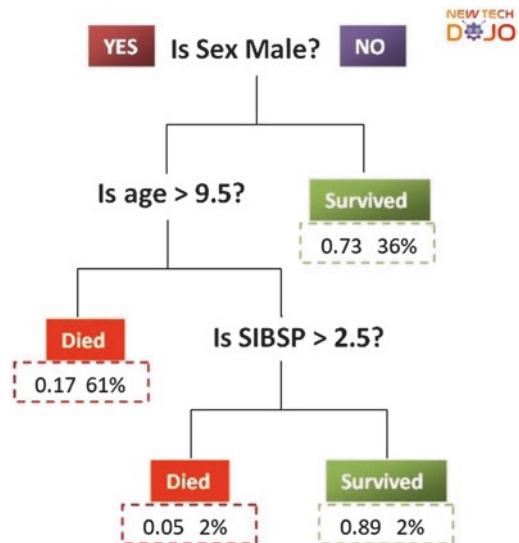 NEW TECH
DOJO
YES Is Sex Male? NO
Is age > 9.5?
Survived
0.73 36%
Died
0.17 61%
Is SIBSP > 2.5?
Died
0.05 2%
Survived
0.89 2%